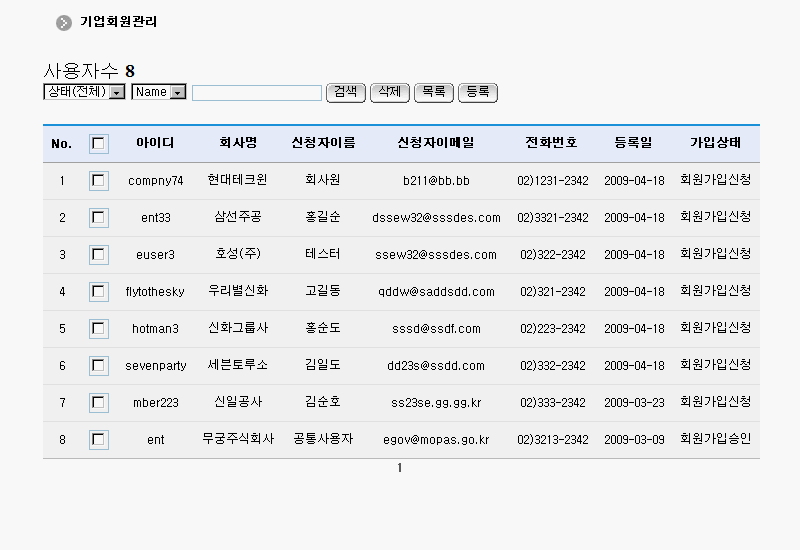 기업회원관리
사용자수 8
상태(전체) Name 검색 삭제 목록 등록
No. 아이디 회사명 신청자이름 신청자이메일 전화번호 등록일 가입상태
1 compny74 현대테크윈 회사원 b211@bb.bb 02)1231-2342 2009-04-18 회원가입신청
2 ent33 삼선주공 홍길순 dssew32@sssdes.com 02)3321-2342 2009-04-18 회원가입신청
3 euser3 호성(주) 테스터 ssew32@sssdes.com 02)322-2342 2009-04-18 회원가입신청
4 flytothesky 우리별신화 고길동 qddw@saddsdd.com 02)321-2342 2009-04-18 회원가입신청
5 hotman3 신화그룹사 홍순도 sssd@ssdf.com 02)223-2342 2009-04-18 회원가입신청
6 sevenparty 세븐토루소 김일도 dd23s@ssdd.com 02)332-2342 2009-04-18 회원가입신청
7 mber223 신일공사 김순호 ss23se.gg.gg.kr 02)333-2342 2009-03-23 회원가입신청
8 ent 무궁주식회사 공통사용자 egov@mopas.go.kr 02)3213-2342 2009-03-09 회원가입승인
1